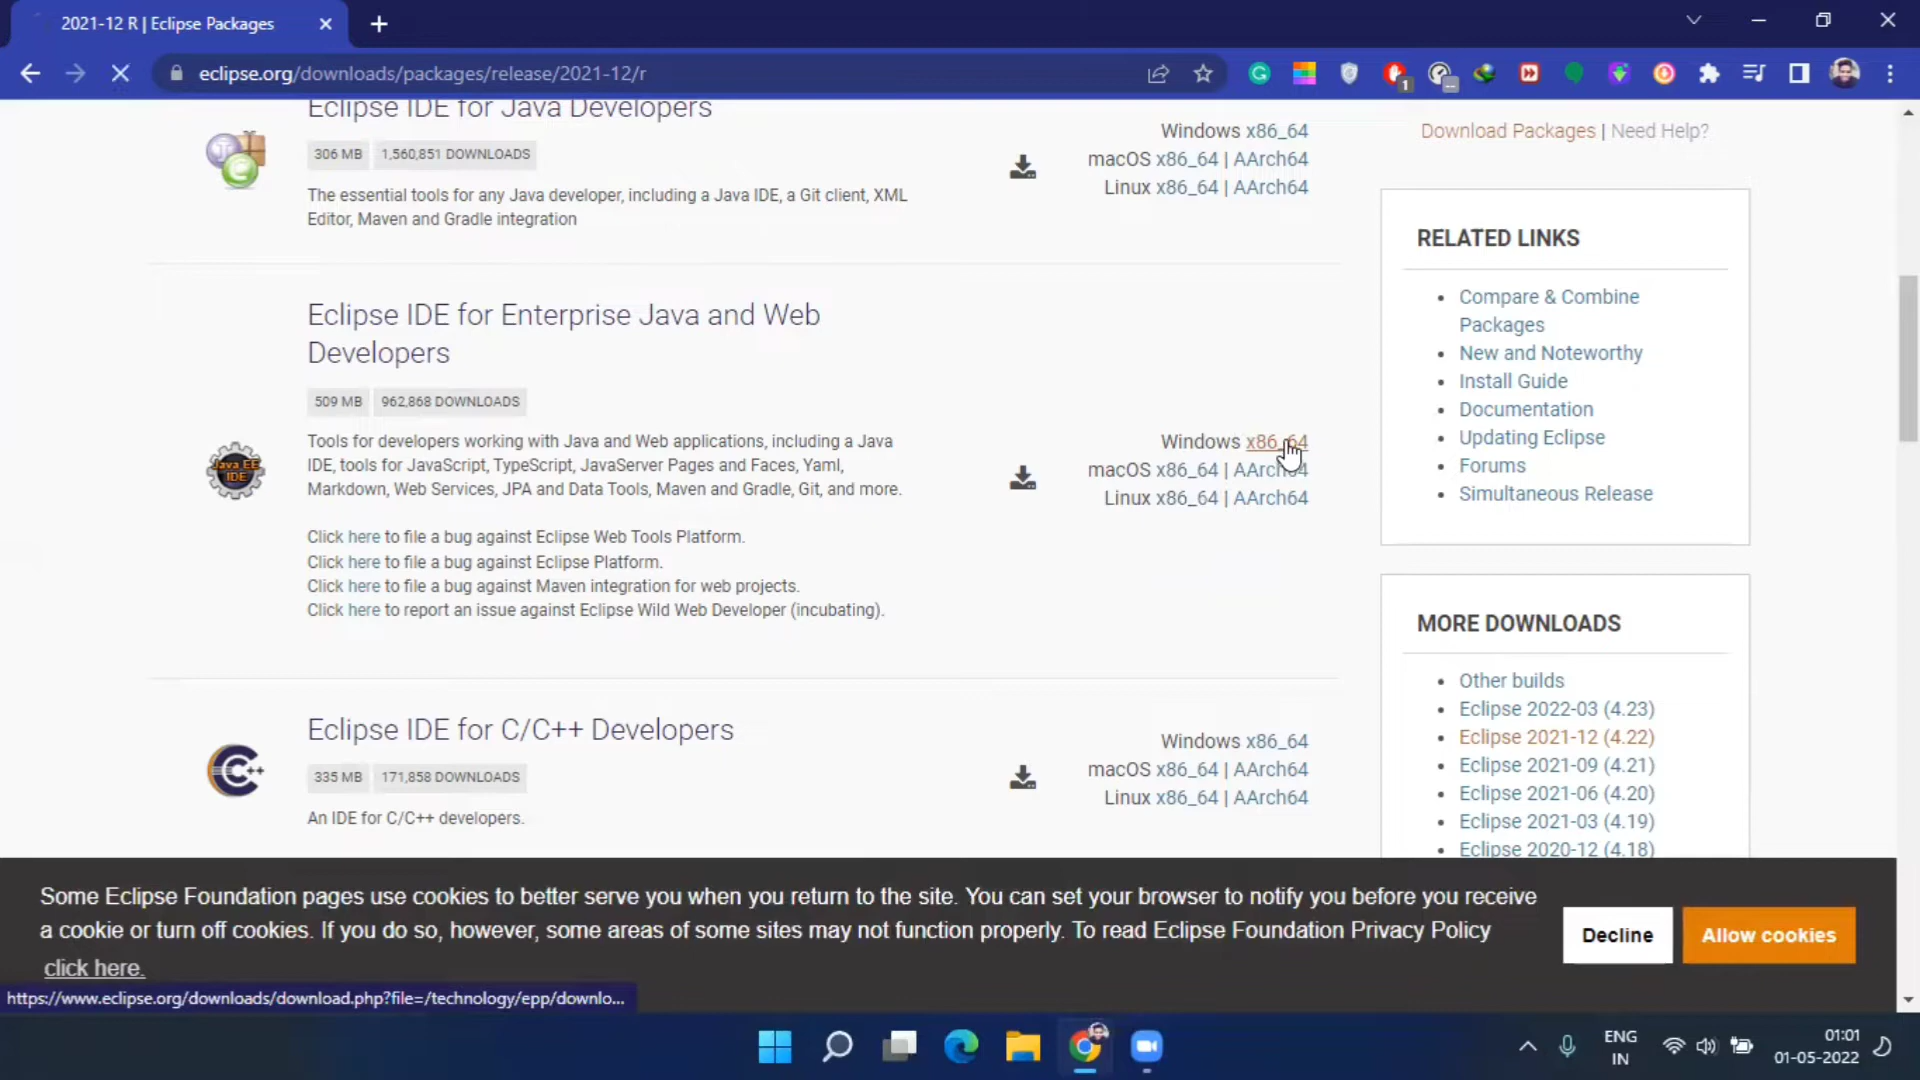 2021-12 R | Eclipse Packages
eclipse.org/downloads/packages/release/2021-12/r
1
Eclipse IDE for Java Developers
306 MB 1,560,851 DOWNLOADS
The essential tools for any Java developer, including a Java IDE, a Git client, XML
Editor, Maven and Gradle integration
Windows x86_64
macOS x86_64 | AArch64
Linux x86_64 | AArch64
Eclipse IDE for Enterprise Java and Web
Developers
509 MB 962,868 DOWNLOADS
Java EE
IDE
Tools for developers working with Java and Web applications, including a Java
IDE, tools for JavaScript, TypeScript, JavaServer Pages and Faces, Yaml,
Markdown, Web Services, JPA and Data Tools, Maven and Gradle, Git, and more.
Click here to file a bug against Eclipse Web Tools Platform.
Click here to file a bug against Eclipse Platform.
Click here to file a bug against Maven integration for web projects.
Click here to report an issue against Eclipse Wild Web Developer (incubating).
Windows x86_64
macOS x86_64 | AArch64
Linux x86_64 | AArch64
Eclipse IDE for C/C++ Developers
335 MB 171,858 DOWNLOADS
An IDE for C/C++ developers.
Windows x86_64
macOS x86_64 | AArch64
Linux x86_64 | AArch64
Download Packages | Need Help?
RELATED LINKS
Compare & Combine
Packages
New and Noteworthy
Install Guide
Documentation
Updating Eclipse
Forums
Simultaneous Release
MORE DOWNLOADS
Other builds
Eclipse 2022-03 (4.23)
Eclipse 2021-12 (4.22)
Eclipse 2021-09 (4.21)
Eclipse 2021-06 (4.20)
Eclipse 2021-03 (4.19)
Eclipse 2020-12 (4.18)
Some Eclipse Foundation pages use cookies to better serve you when you return to the site. You can set your browser to notify you before you receive
a cookie or turn off cookies. If you do so, however, some areas of some sites may not function properly. To read Eclipse Foundation Privacy Policy
click here.
Decline
Allow cookies
https://www.eclipse.org/downloads/download.php?file=/technology/epp/downlo...
ENG
IN
01:01
01-05-2022